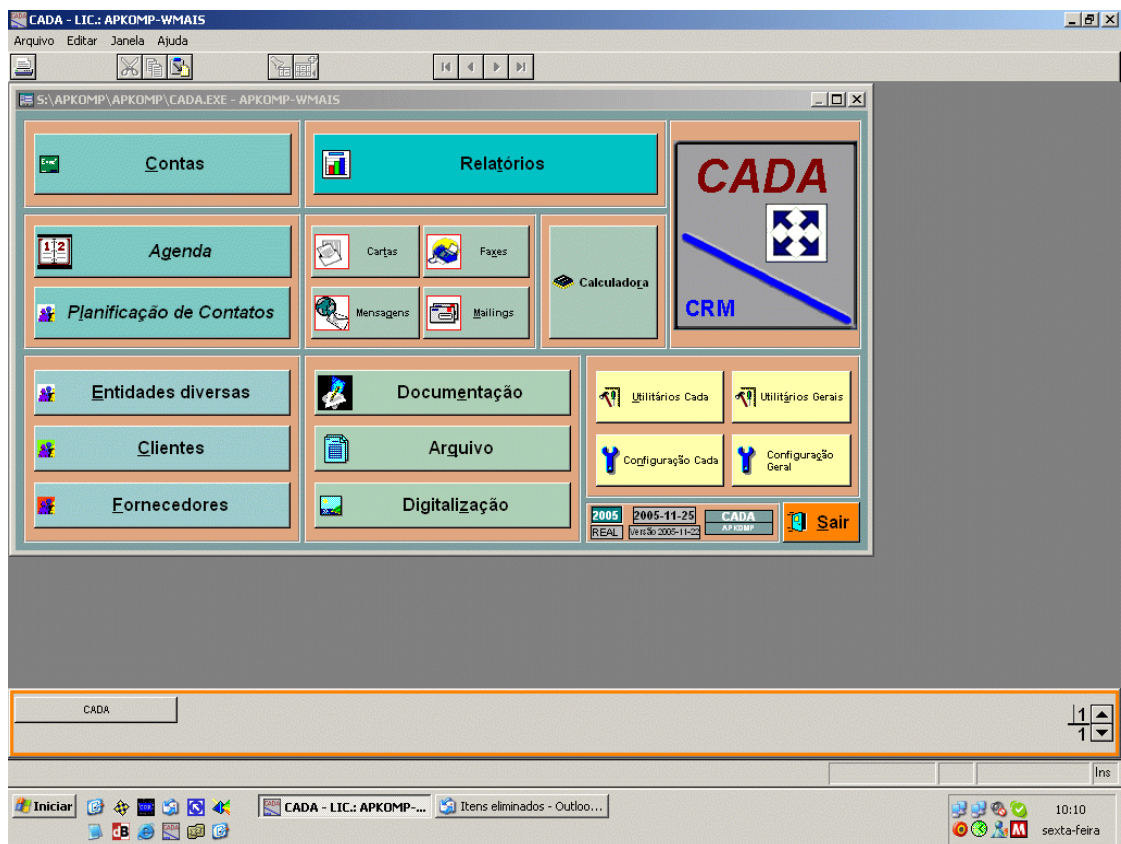 CADA - LIC.: APKOMP-WMAIS
Arquivo Editar Janela Ajuda
S:\APKOMP\APKOMP\CADA.EXE - APKOMP-WMAIS
Contas
Relatórios
CADA
CRM
1 2
Agenda
Cartas
Faxes
Calculadora
Planificação de Contatos
Mensagens
Mailings
Entidades diversas
Documentação
Utilitários Cada
Utilitários Gerais
Clientes
Arquivo
Configuração Cada
Configuração
Geral
Fornecedores
Digitalização
2005
2005-11-25
CADA
APKOMP
REAL
Versão 2005-11-22
Sair
CADA
1
1
Ins
Iniciar
CADA - LIC.: APKOMP-...
Itens eliminados - Outloo...
10:10
dB
M
sexta-feira